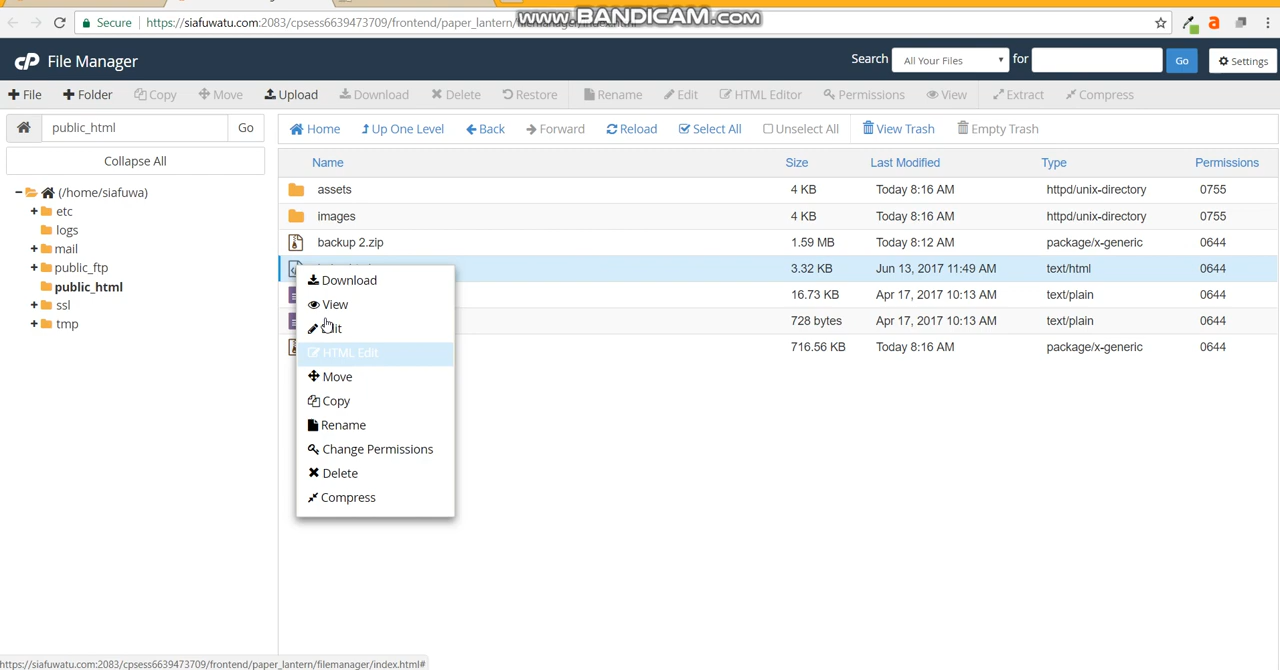 www.BANDICAM.com
Secure https://siafuwatu.com:2083/cpsess6639473709/frontend/paper_lantern/filemanager/index.html
cP File Manager Search All Your Files for Go Settings
File Folder Copy Move Upload Download Delete Restore Rename Edit HTML Editor Permissions View Extract Compress
public_html Go Home Up One Level Back Forward Reload Select All Unselect All View Trash Empty Trash
Collapse All
Name Size Last Modified Type Permissions
(/home/siafuwa)
etc
logs
mail
public_ftp
public_html
ssl
tmp
assets 4 KB Today 8:16 AM httpd/unix-directory 0755
images 4 KB Today 8:16 AM httpd/unix-directory 0755
backup 2.zip 1.59 MB Today 8:12 AM package/x-generic 0644
3.32 KB Jun 13, 2017 11:49 AM text/html 0644
16.73 KB Apr 17, 2017 10:13 AM text/plain 0644
728 bytes Apr 17, 2017 10:13 AM text/plain 0644
716.56 KB Today 8:16 AM package/x-generic 0644
Download
View
Edit
HTML Edit
Move
Copy
Rename
Change Permissions
Delete
Compress
https://siafuwatu.com:2083/cpsess6639473709/frontend/paper_lantern/filemanager/index.html#